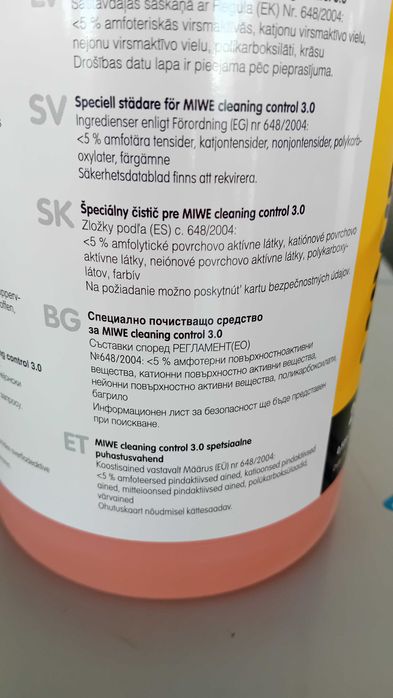 LV
Sastāvdaļas saskaņā ar Regula (EK) Nr. 648/2004:
<5 % amfoteriskās virsmaktīvās, katjonu virsmaktīvo vielu,
nejonu virsmaktīvo vielu, polikarboksilāti, krāsu
Drošības datu lapa ir pieejama pēc pieprasījuma.
SV Speciell städare för MIWE cleaning control 3.0
Ingredienser enligt Förordning (EG) nr 648/2004:
<5 % amfotära tensider, katjontensider, nonjontensider, polykarb-
oxylater, färgämne
Säkerhetsdatablad finns att rekvirera.
SK Špeciálny čistič pre MIWE cleaning control 3.0
Zložky podľa (ES) c. 648/2004:
<5 % amfolytické povrchovo aktívne látky, katiónové povrchovo
aktívne látky, neiónové povrchovo aktívne látky, polykarboxy-
látov, farbív
Na požiadanie možno poskytnúť kartu bezpečnostných údajov.
BG Специално почистващо средство
за MIWE cleaning control 3.0
Съставки според РЕГЛАМЕНТ(ЕО)
№648/2004: <5 % амфотерни повърхностноактивни
вещества, катионни повърхностно активни вещества,
нейонни повърхностно активни вещества, поликарбоксилати,
багрило
Информационен лист за безопасност ще бъде представен
при поискване.
ET MIWE cleaning control 3.0 spetsiaalne
puhastusvahend
Koostisained vastavalt Määrus (EÜ) nr 648/2004:
<5 % amfoteersed pindaktiivsed ained, katioonsed pindaktiivsed
ained, mitteioonsed pindaktiivsed ained, polükarboksülaadid,
värvained
Ohutuskaart nõudmisel kättesaadav.
control 3.0